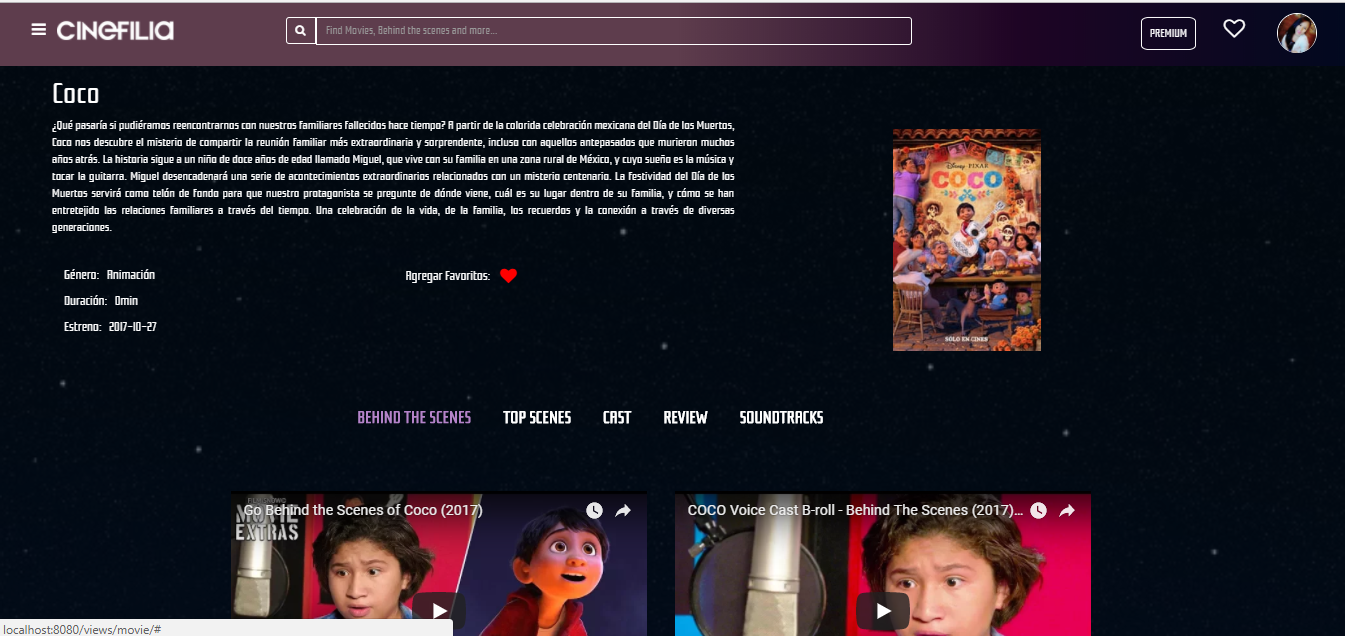 CINEFILIA
Find Movies, Behind the scenes and more...
PREMIUM
Coco
¿Qué pasaría si pudiéramos reencontrarnos con nuestros familiares fallecidos hace tiempo? A partir de la colorida celebración mexicana del Día de los Muertos,
Coco nos descubre el misterio de compartir la reunión familiar más extraordinaria y sorprendente, incluso con aquellos antepasados que murieron muchos
años atrás. La historia sigue a un niño de doce años de edad llamado Miguel, que vive con su familia en una zona rural de México, y cuyo sueño es la música y
tocar la guitarra. Miguel desencadenará una serie de acontecimientos extraordinarios relacionados con un misterio centenario. La festividad del Día de los
Muertos servirá como telón de fondo para que nuestro protagonista se pregunte de dónde viene, cuál es su lugar dentro de su familia, y cómo se han
entretejido las relaciones familiares a través del tiempo. Una celebración de la vida, de la familia, los recuerdos y la conexión a través de diversas
generaciones.
Disney PIXAR
COCO
SOLO EN CINES
Género: Animación
Agregar Favoritos:
Duración: 0min
Estreno: 2017-10-27
BEHIND THE SCENES TOP SCENES CAST REVIEW SOUNDTRACKS
Go Behind the Scenes of Coco (2017)
MOVIE
EXTRAS
COCO Voice Cast B-roll - Behind The Scenes (2017)...
localhost:8080/views/movie/#